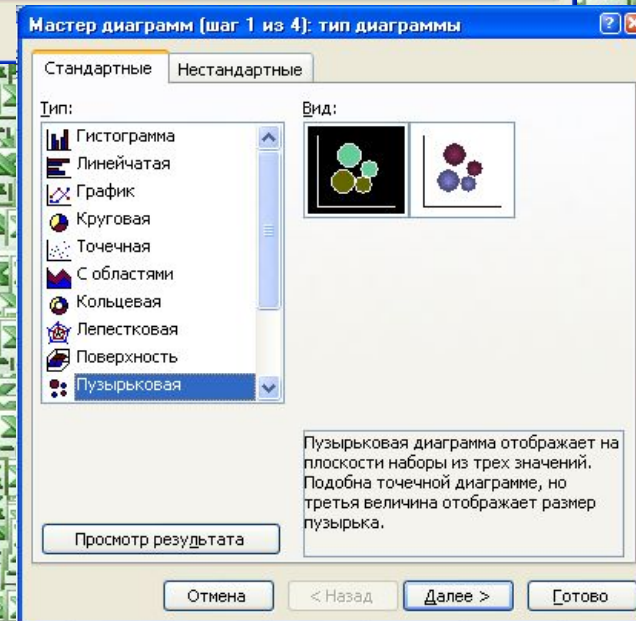 Мастер диаграмм (шаг 1 из 4): тип диаграммы
Стандартные Нестандартные
Тип:
Вид:
Гистограмма
Линейчатая
График
Круговая
Точечная
С областями
Кольцевая
Лепестковая
Поверхность
Пузырьковая
Пузырьковая диаграмма отображает на
плоскости наборы из трех значений.
Подобна точечной диаграмме, но
третья величина отображает размер
пузырька.
Просмотр результата
Отмена < Назад Далее > Готово